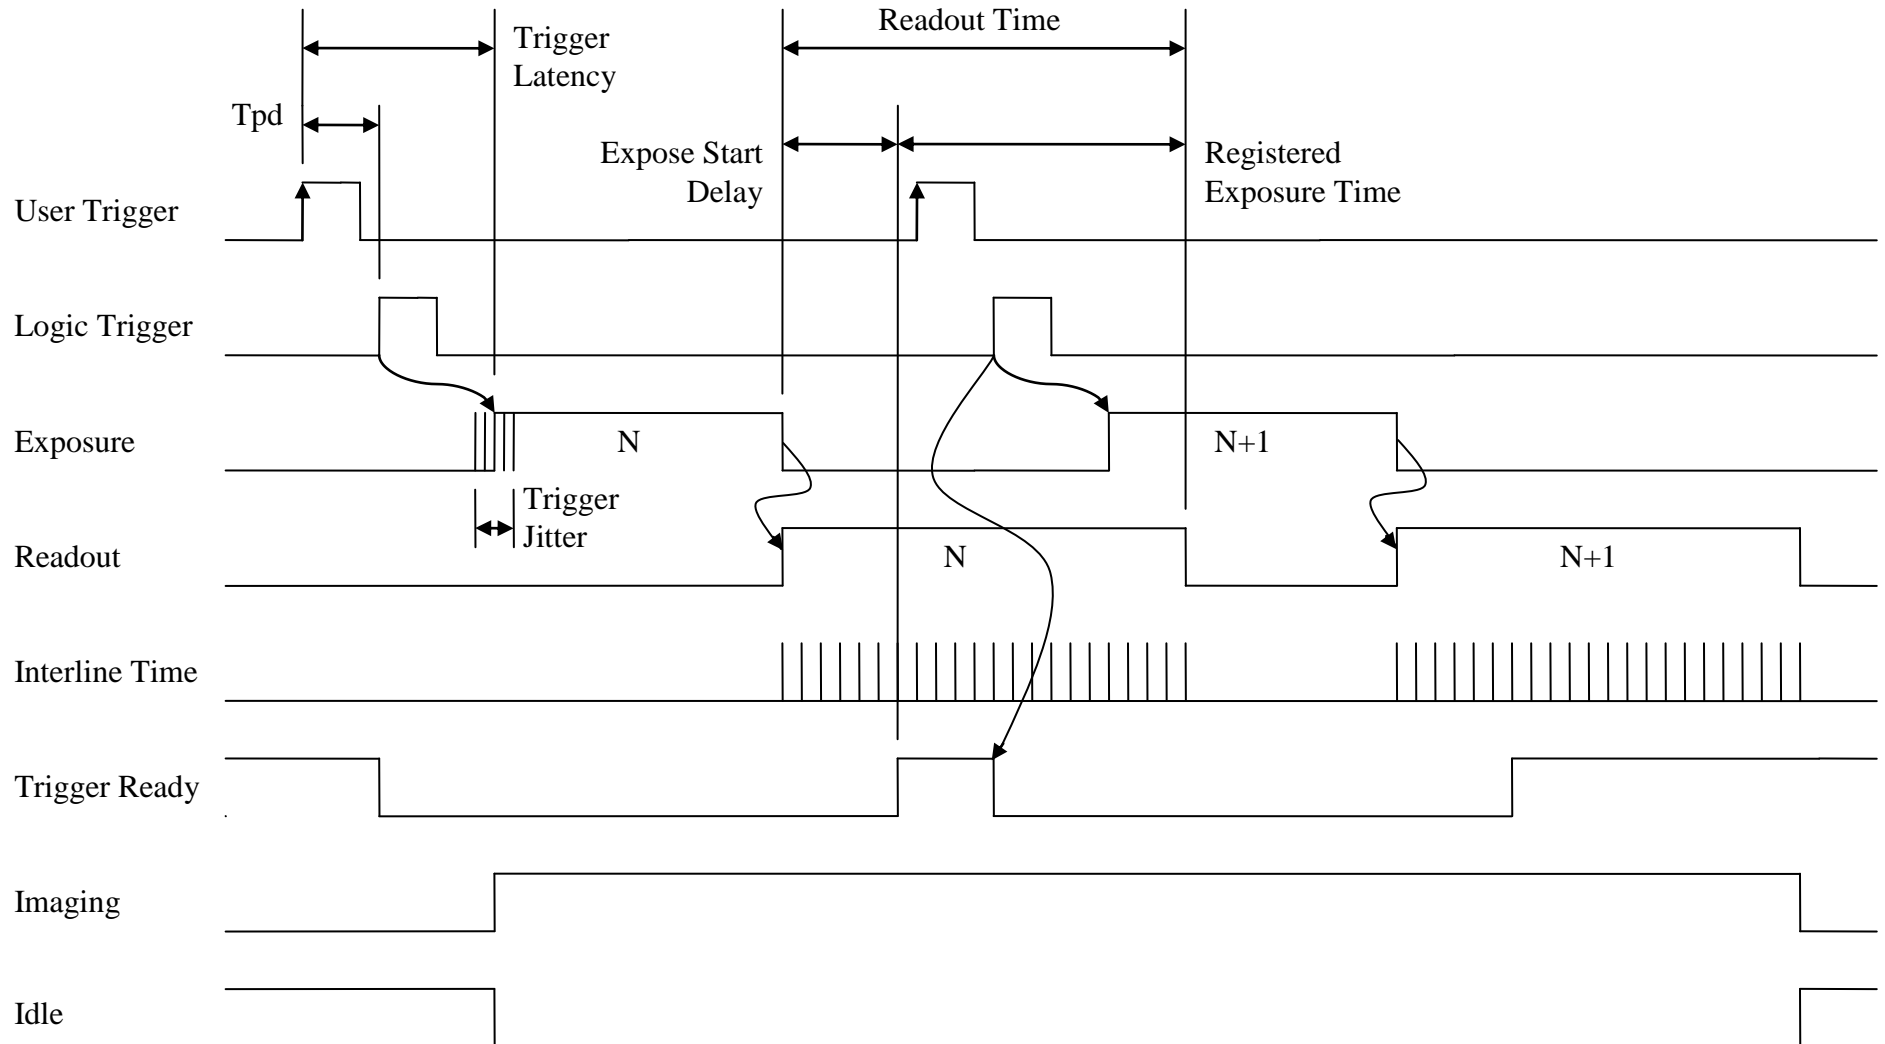 Readout Time
Trigger
Latency
Tpd
Expose Start
Delay
Registered
Exposure Time
User Trigger
Logic Trigger
Exposure
N
N+1
Trigger
Jitter
Readout
N
N+1
Interline Time
Trigger Ready
Imaging
Idle